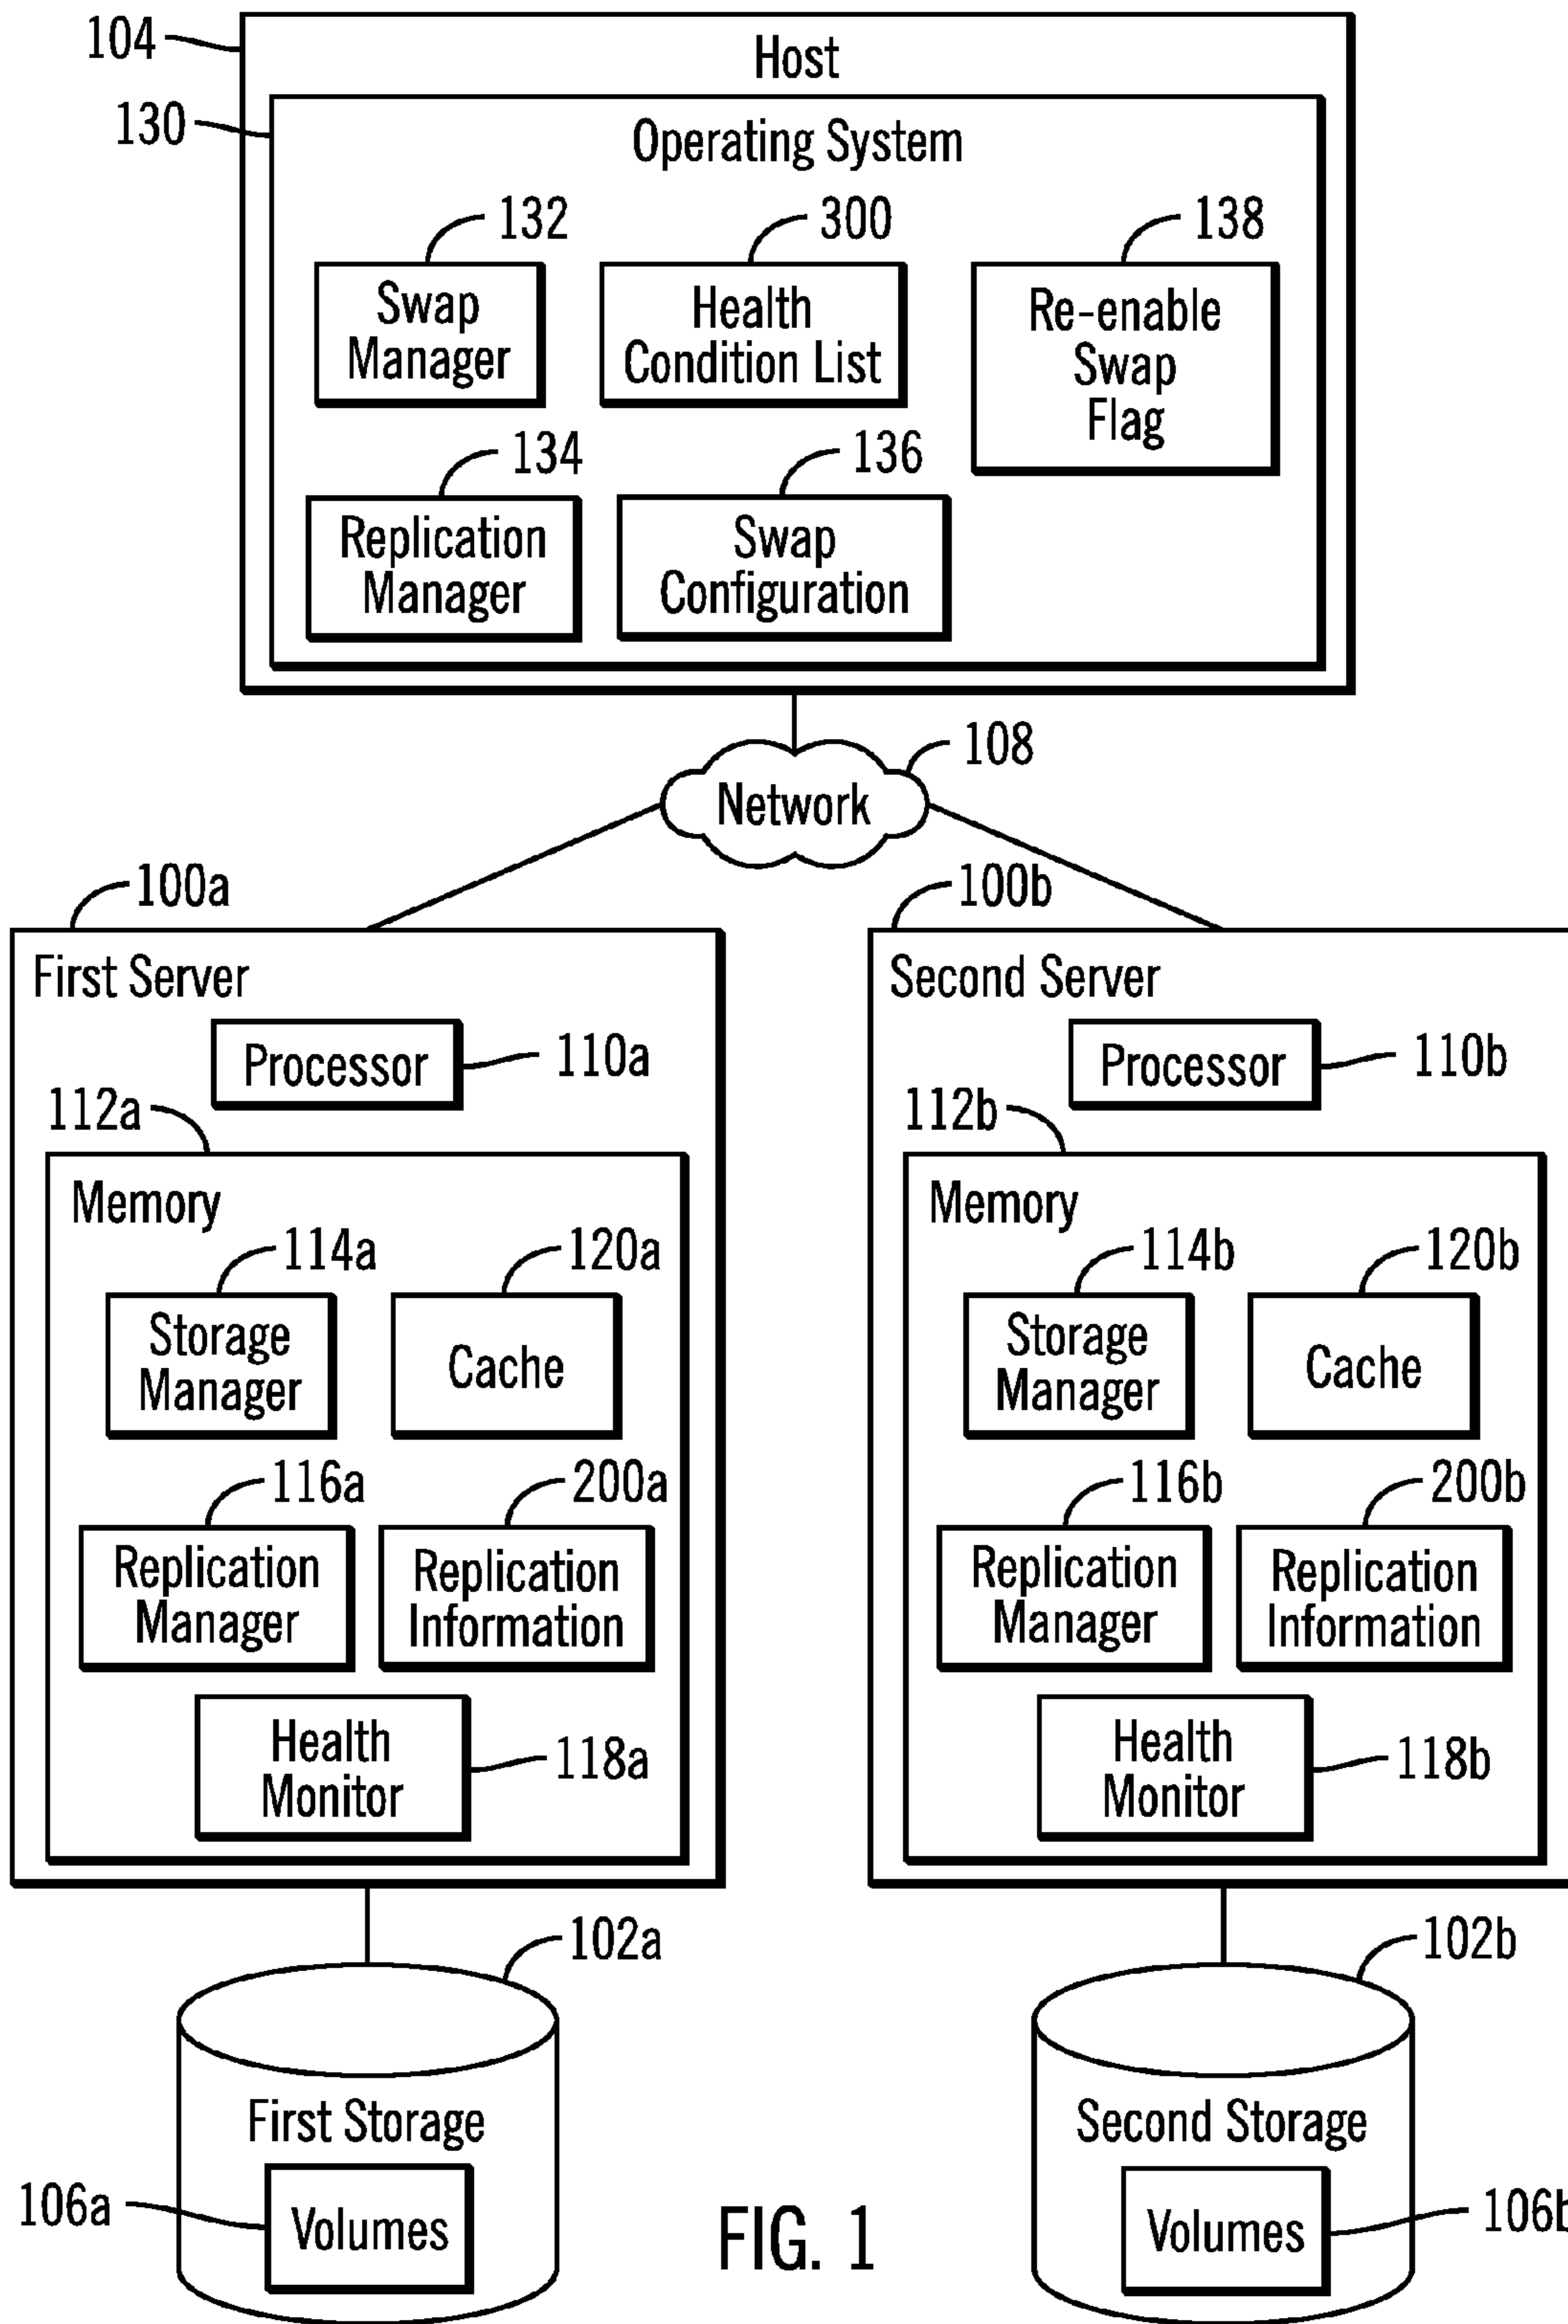 104
Host
130
Operating System
132
300
138
Swap
Manager
Health
Condition List
Re-enable
Swap
Flag
134
136
Replication
Manager
Swap
Configuration
108
Network
100a
100b
First Server
Second Server
Processor
110a
Processor
110b
112a
112b
Memory
Memory
114a
120a
114b
120b
Storage
Manager
Cache
Storage
Manager
Cache
116a
200a
116b
200b
Replication
Manager
Replication
Information
Replication
Manager
Replication
Information
Health
Monitor
118a
Health
Monitor
118b
102a
102b
First Storage
Second Storage
106a
Volumes
Volumes
106b
FIG. 1